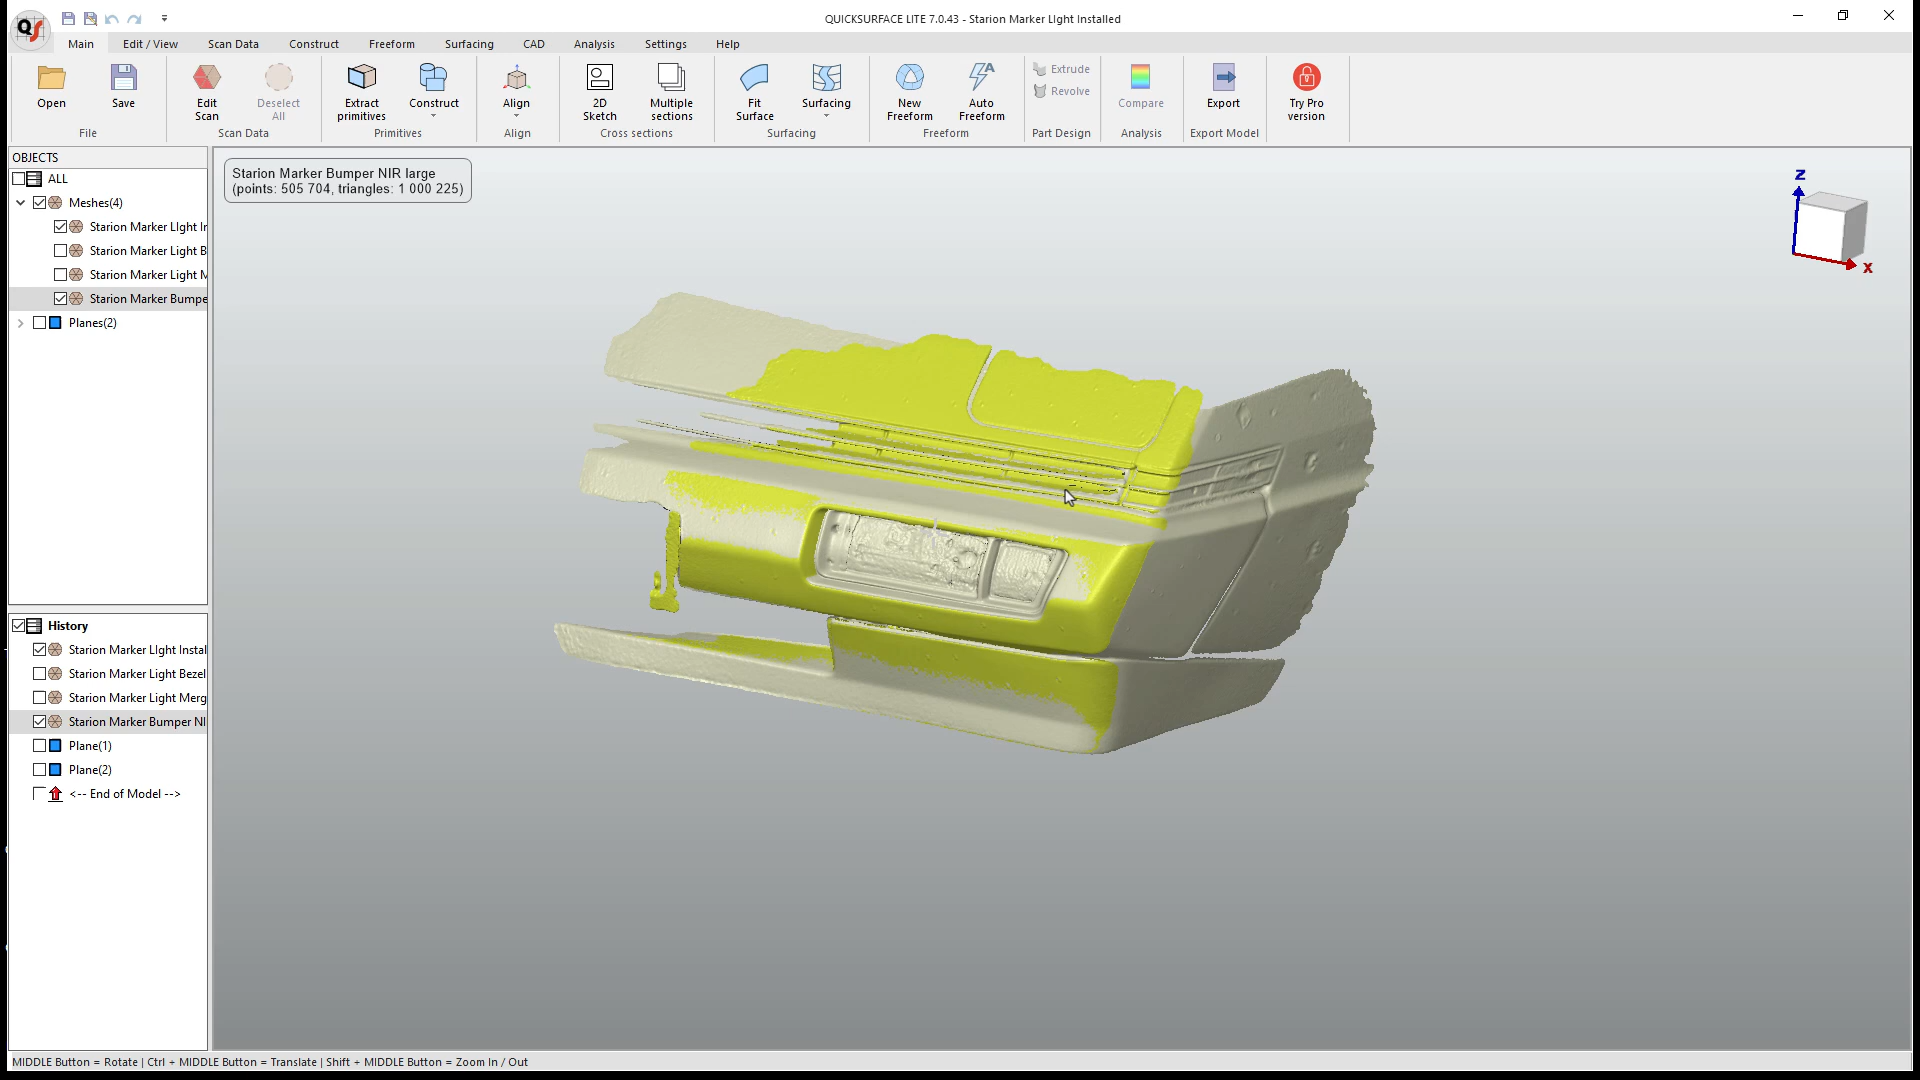 QS
QUICKSURFACE LITE 7.0.43 - Starion Marker LIght Installed
Main Edit / View Scan Data Construct Freeform Surfacing CAD Analysis Settings Help
Open Save Edit Scan Deselect All Extract primitives Construct Align 2D Sketch Multiple sections Fit Surface Surfacing New Freeform Auto Freeform Extrude Revolve Compare Export Try Pro version
File Scan Data Primitives Align Cross sections Surfacing Freeform Part Design Analysis Export Model
OBJECTS
ALL
Meshes(4)
Starion Marker LIght In
Starion Marker Light B
Starion Marker Light M
Starion Marker Bumpe
Planes(2)
History
Starion Marker LIght Instal
Starion Marker Light Bezel
Starion Marker Light Merg
Starion Marker Bumper NI
Plane(1)
Plane(2)
<-- End of Model -->
Starion Marker Bumper NIR large
(points: 505 704, triangles: 1 000 225)
Z
X
MIDDLE Button = Rotate | Ctrl + MIDDLE Button = Translate | Shift + MIDDLE Button = Zoom In / Out